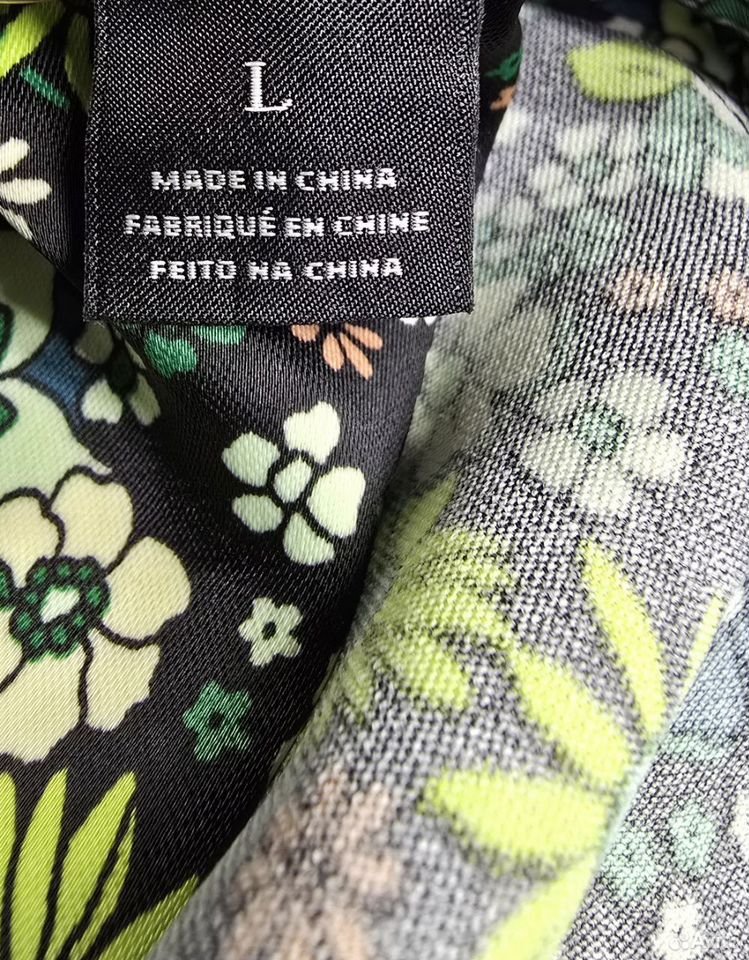 L
MADE IN CHINA
FABRIQUÉ EN CHINE
FEITO NA CHINA